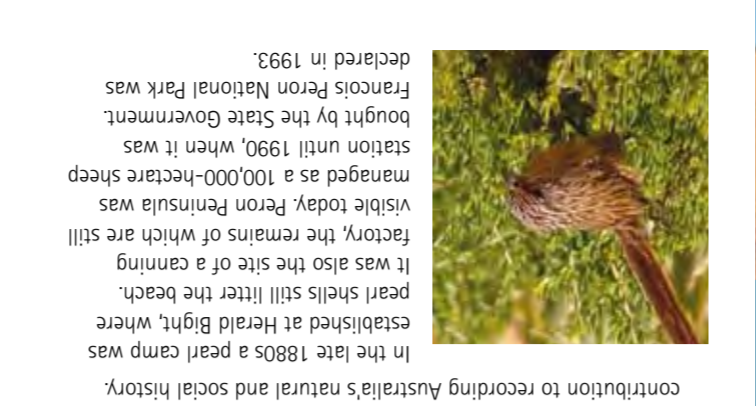 contribution to recording Australia's natural and social history.
In the late 1880s a pearl camp was
established at Herald Bight, where
pearl shells still litter the beach.
It was also the site of a canning
factory, the remains of which are still
visible today. Peron Peninsula was
managed as a 100,000-hectare sheep
station until 1990, when it was
bought by the State Government.
Francois Peron National Park was
declared in 1993.